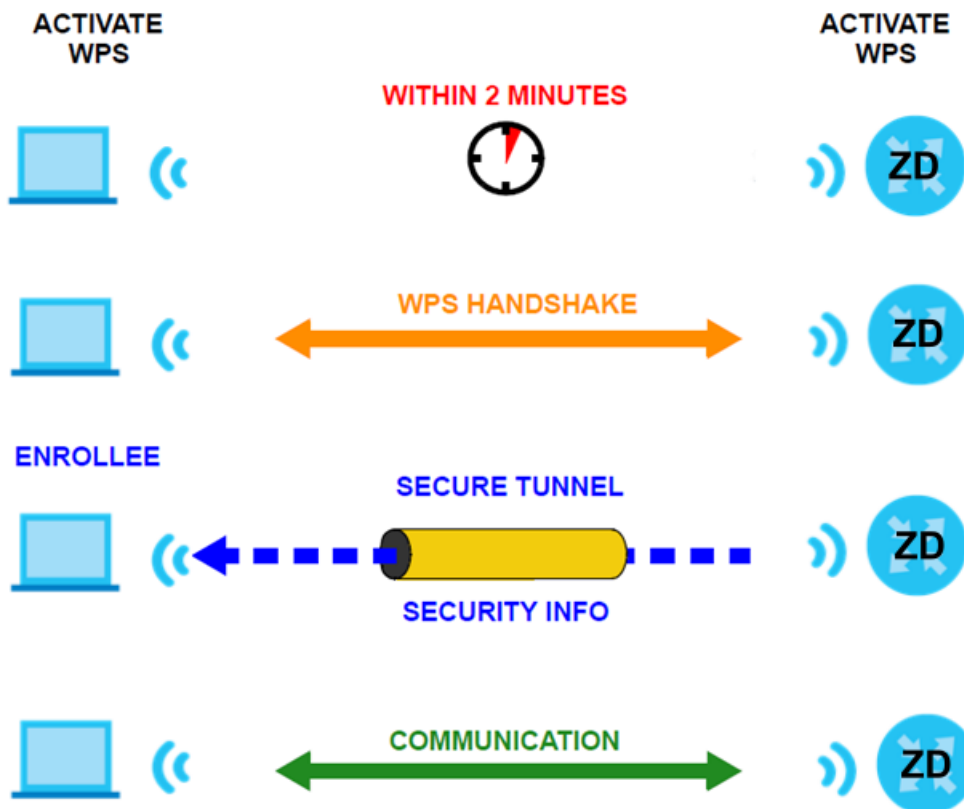 ACTIVATE
WPS
ACTIVATE
WPS
WITHIN 2 MINUTES
ZD
WPS HANDSHAKE
ZD
ENROLLEE
SECURE TUNNEL
ZD
SECURITY INFO
COMMUNICATION
ZD